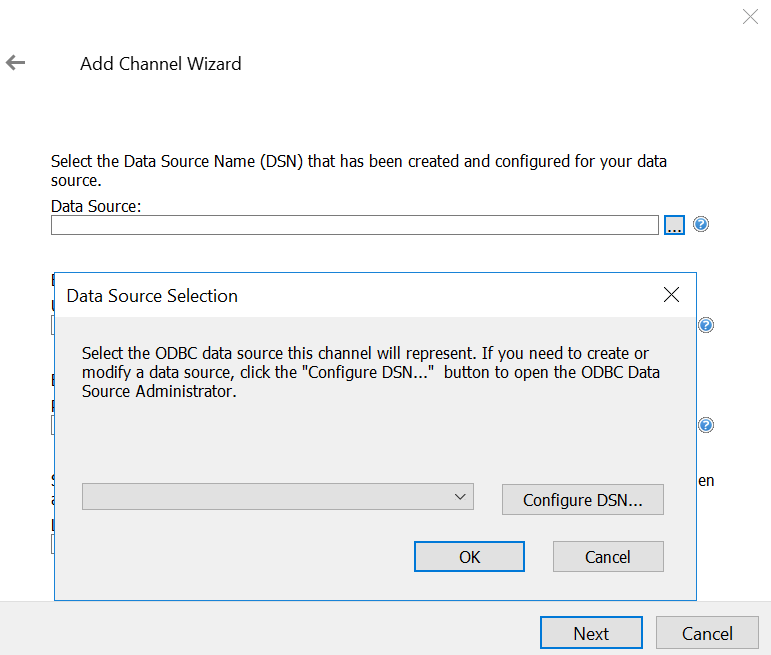 Add Channel Wizard
Select the Data Source Name (DSN) that has been created and configured for your data
source.
Data Source:
...
Data Source Selection
Select the ODBC data source this channel will represent. If you need to create or
modify a data source, click the "Configure DSN..."  button to open the ODBC Data
Source Administrator.
en
Configure DSN...
OK
Cancel
Next
Cancel